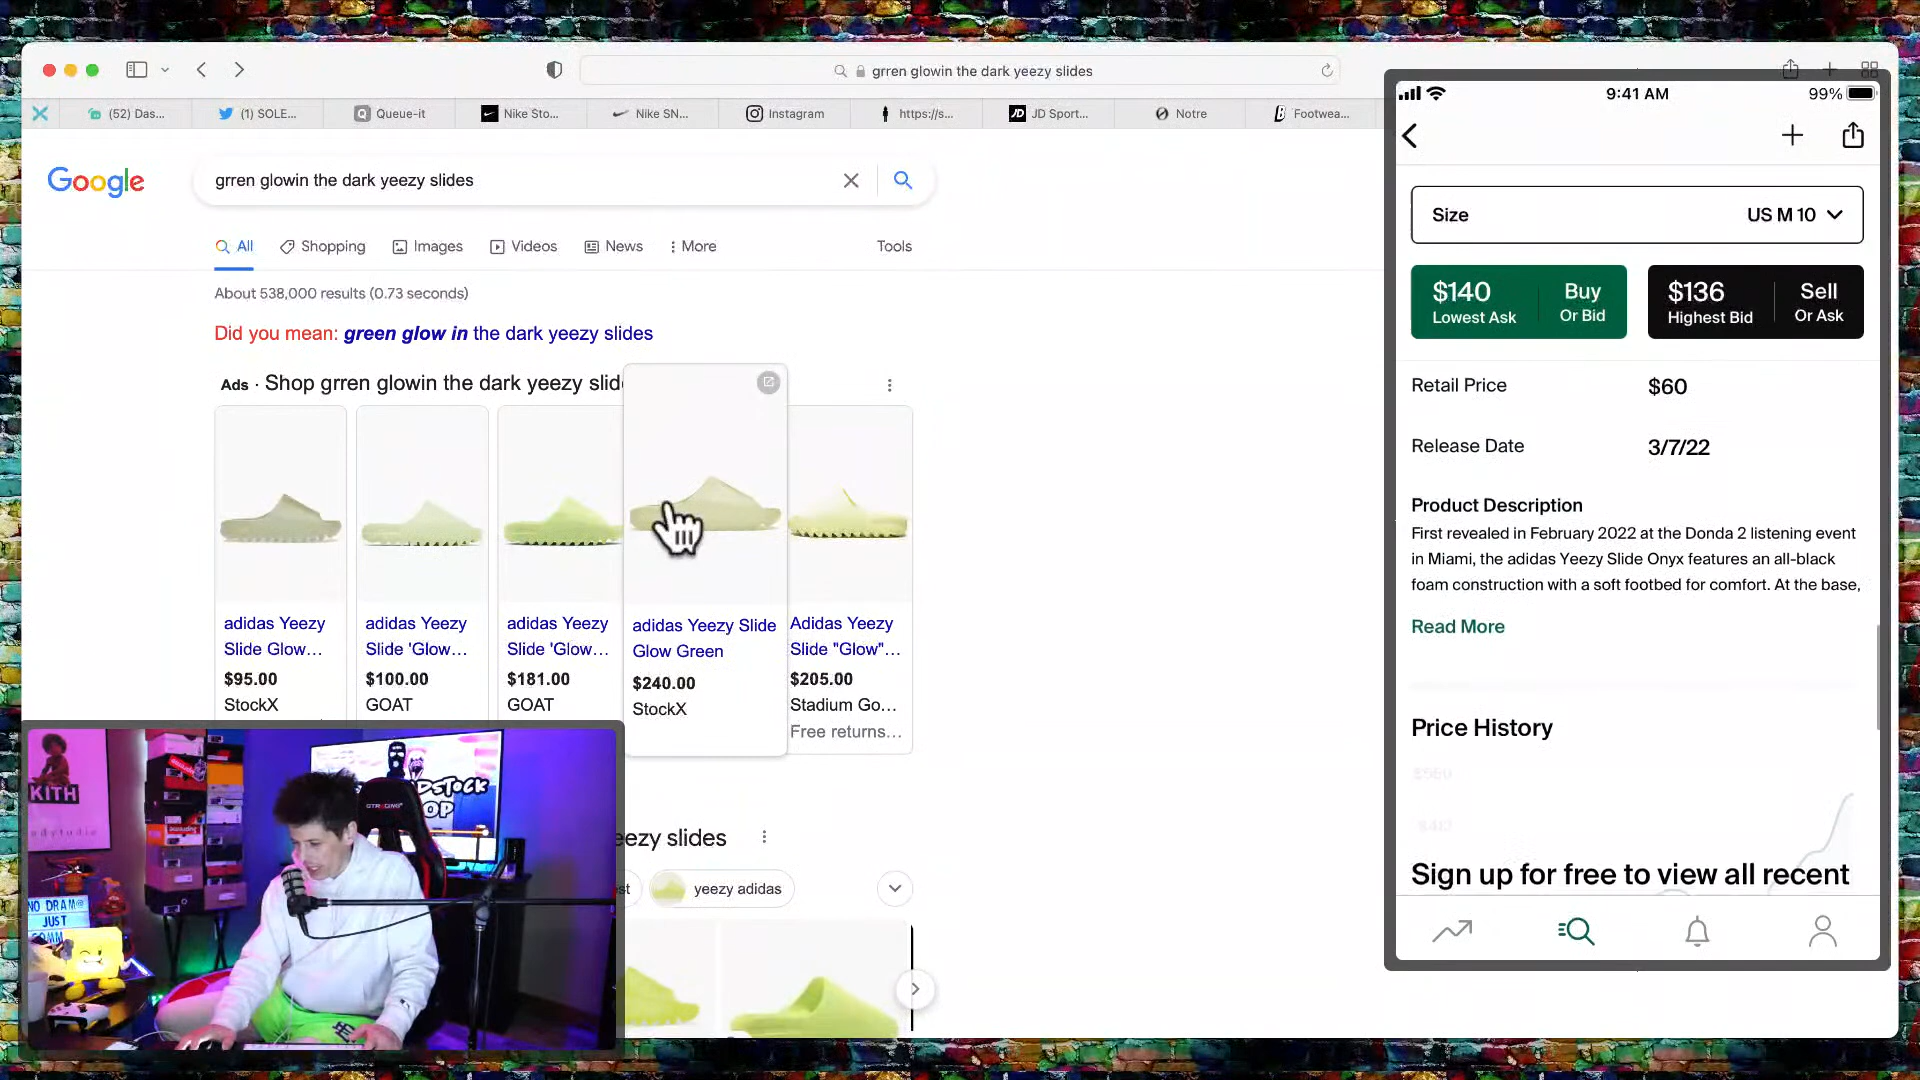 grren glowin the dark yeezy slides
(52) Das...
(1) SOLE...
Queue-it
Nike Sto...
Nike SN...
Instagram
https://s...
JD Sport...
Notre
Footwea...
Google
grren glowin the dark yeezy slides
All
Shopping
Images
Videos
News
More
Tools
About 538,000 results (0.73 seconds)
Did you mean: green glow in the dark yeezy slides
Ads · Shop grren glowin the dark yeezy slid
adidas Yeezy
Slide Glow...
$95.00
StockX
adidas Yeezy
Slide 'Glow...
$100.00
GOAT
adidas Yeezy
Slide 'Glow...
$181.00
GOAT
adidas Yeezy Slide
Glow Green
$240.00
StockX
Adidas Yeezy
Slide "Glow"...
$205.00
Stadium Go...
Free returns...
eezy slides
st
yeezy adidas
KITH
NO DRAM@
JUST
COMM
DSTOCK
OP
9:41 AM
99%
Size
US M 10
$140
Lowest Ask
Buy
Or Bid
$136
Highest Bid
Sell
Or Ask
Retail Price
$60
Release Date
3/7/22
Product Description
First revealed in February 2022 at the Donda 2 listening event
in Miami, the adidas Yeezy Slide Onyx features an all-black
foam construction with a soft footbed for comfort. At the base,
Read More
Price History
Sign up for free to view all recent